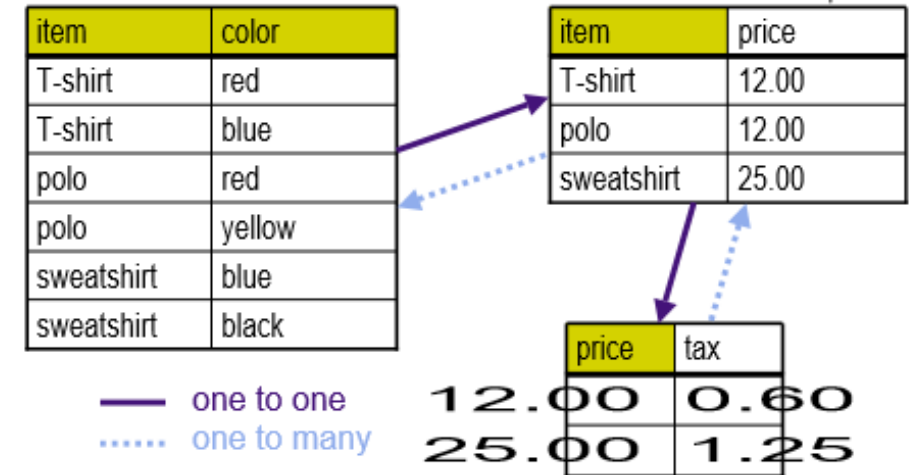 item color
T-shirt red
T-shirt blue
polo red
polo yellow
sweatshirt blue
sweatshirt black
item price
T-shirt 12.00
polo 12.00
sweatshirt 25.00
price tax
12.00 0.60
25.00 1.25
one to one
one to many